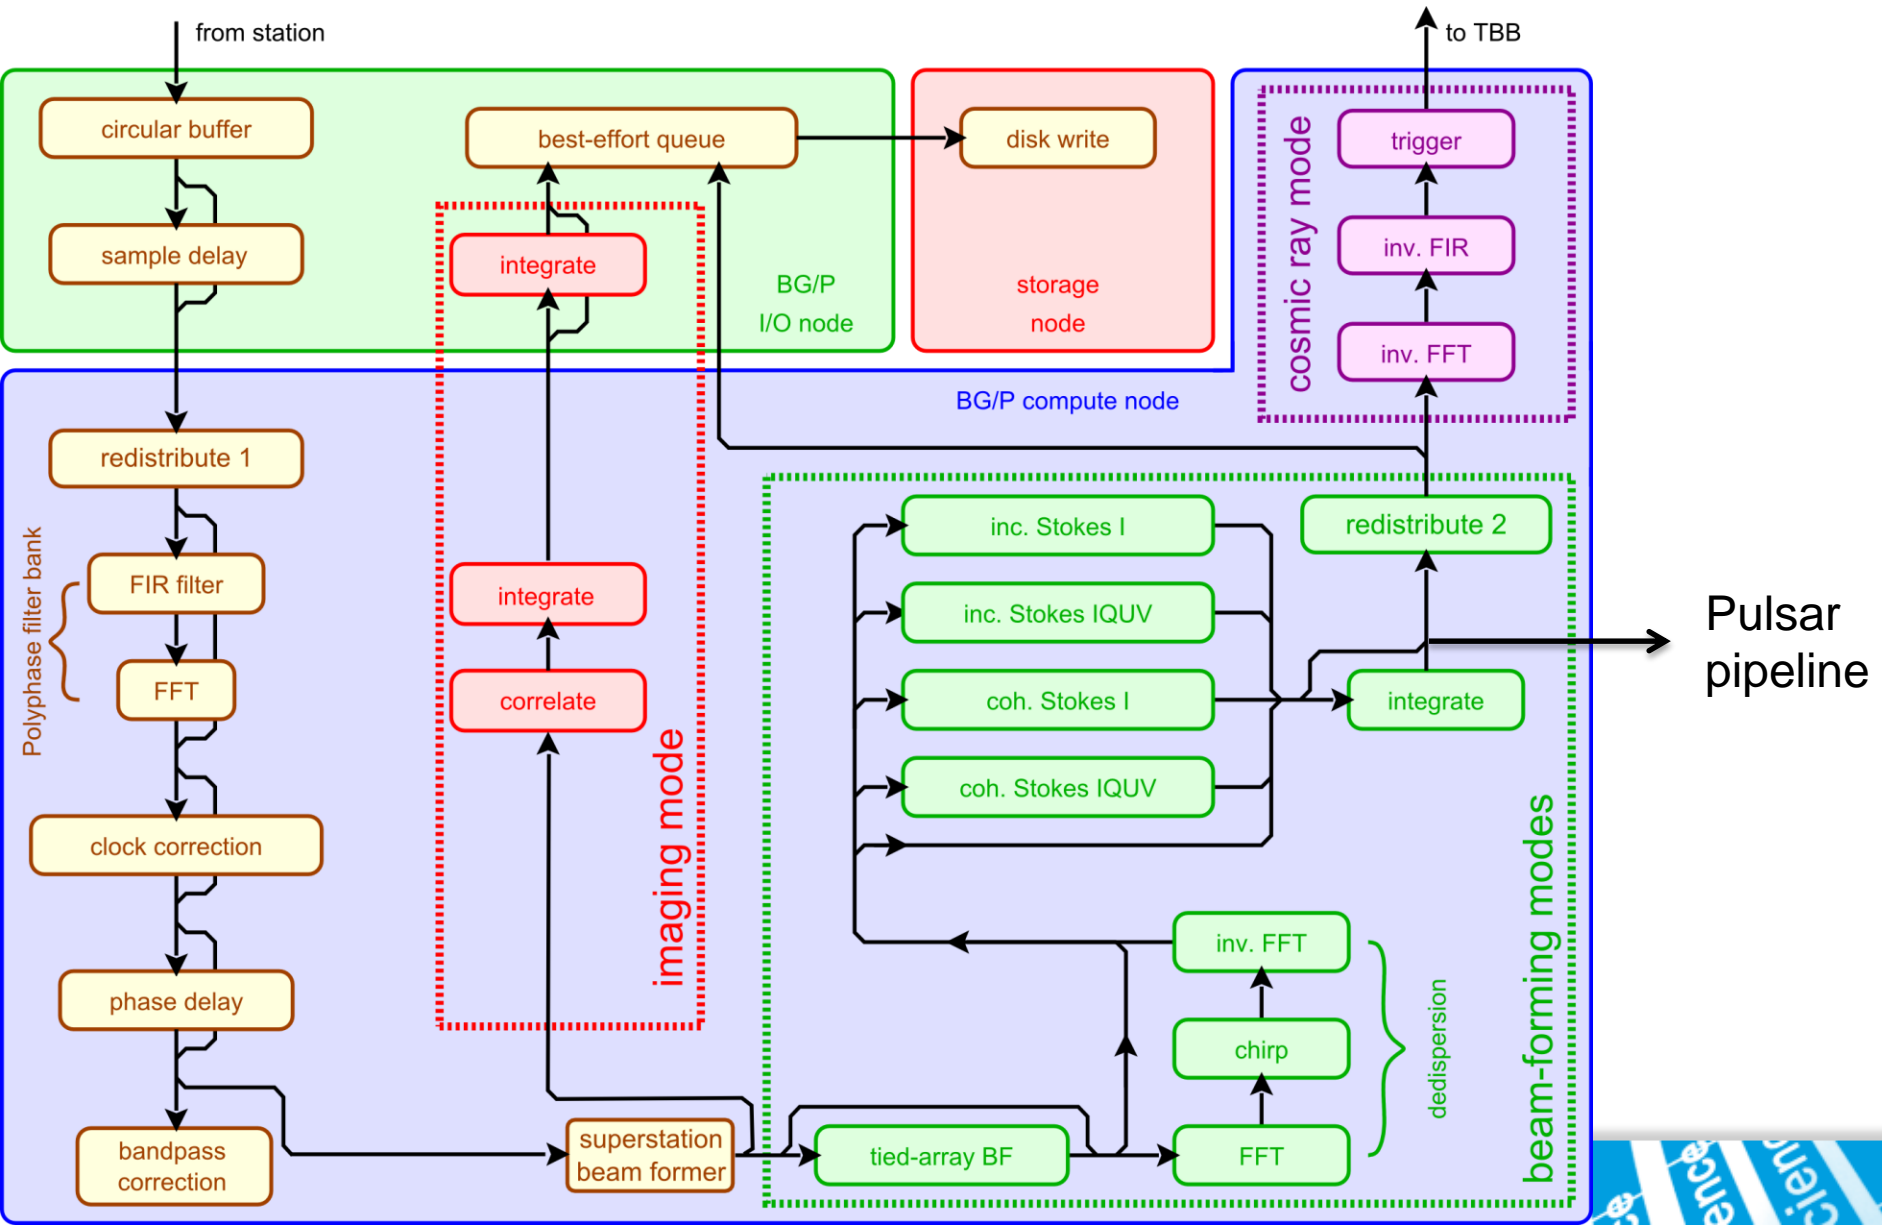 from station
to TBB
circular buffer
best-effort queue
disk write
trigger
cosmic ray mode
sample delay
integrate
inv. FIR
BG/P
I/O node
storage
node
inv. FFT
BG/P compute node
redistribute 1
inc. Stokes I
redistribute 2
Polyphase filter bank
FIR filter
integrate
inc. Stokes IQUV
Pulsar
pipeline
FFT
correlate
coh. Stokes I
integrate
imaging mode
coh. Stokes IQUV
clock correction
beam-forming modes
inv. FFT
phase delay
chirp
dedispersion
bandpass
correction
superstation
beam former
tied-array BF
FFT